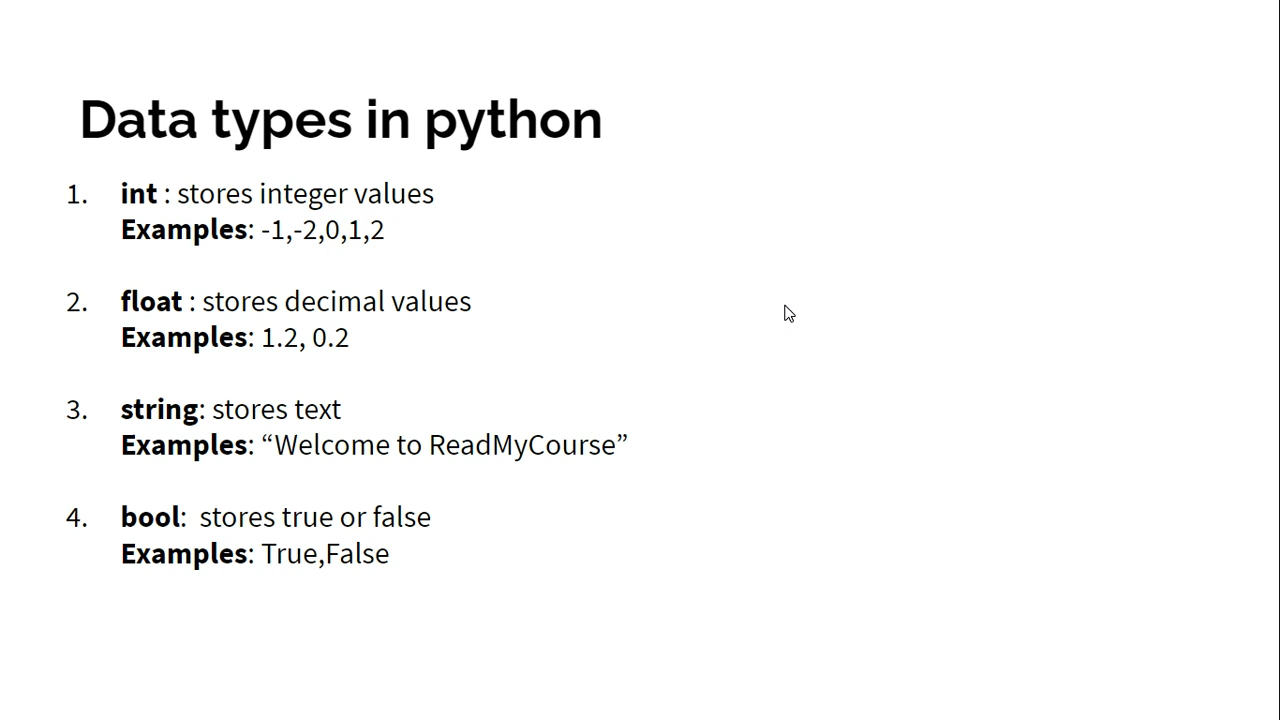 Data types in python
1. int : stores integer values
Examples: -1,-2,0,1,2
2. float : stores decimal values
Examples: 1.2, 0.2
3. string: stores text
Examples: “Welcome to ReadMyCourse”
4. bool:  stores true or false
Examples: True,False